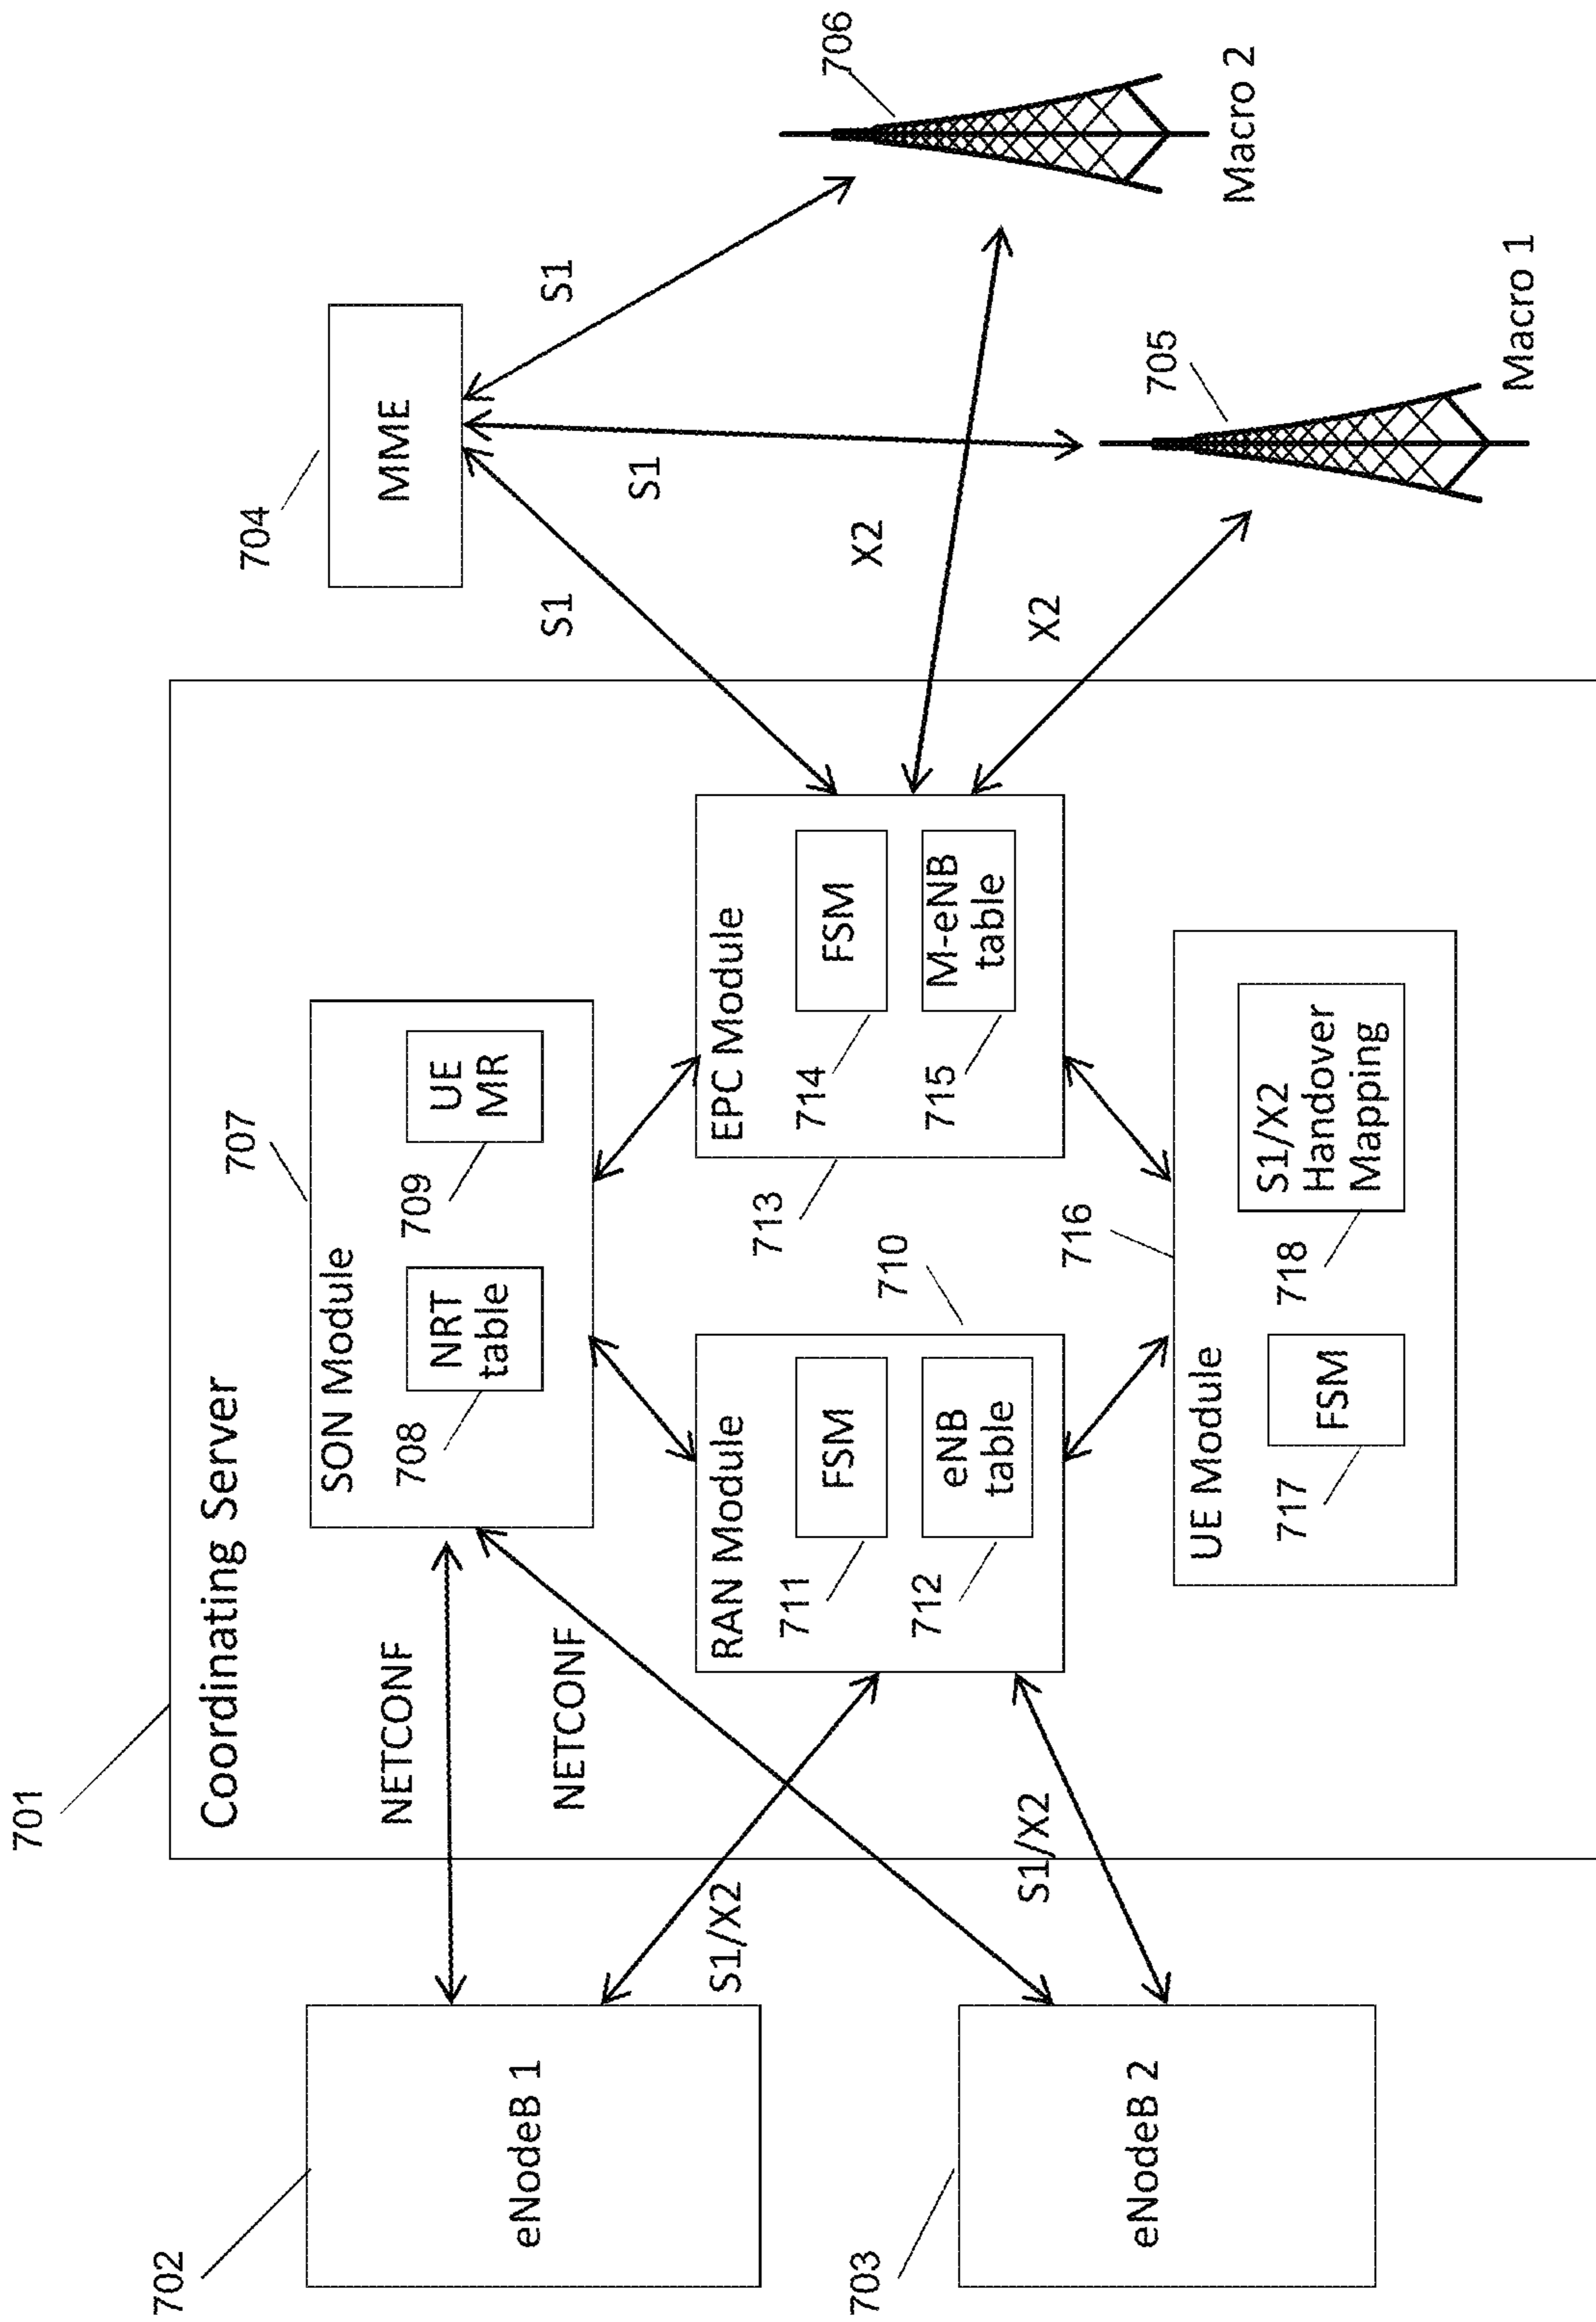 701
Coordinating Server
702
eNodeB 1
703
eNodeB 2
NETCONF
NETCONF
S1/X2
S1/X2
707
SON Module
708
NRT
table
709
UE
MR
710
RAN Module
711
FSM
712
eNB
table
713
EPC Module
714
FSM
715
M-eNB
table
716
UE Module
717
FSM
718
S1/X2
Handover
Mapping
704
MME
S1
S1
S1
X2
X2
705
Macro 1
706
Macro 2